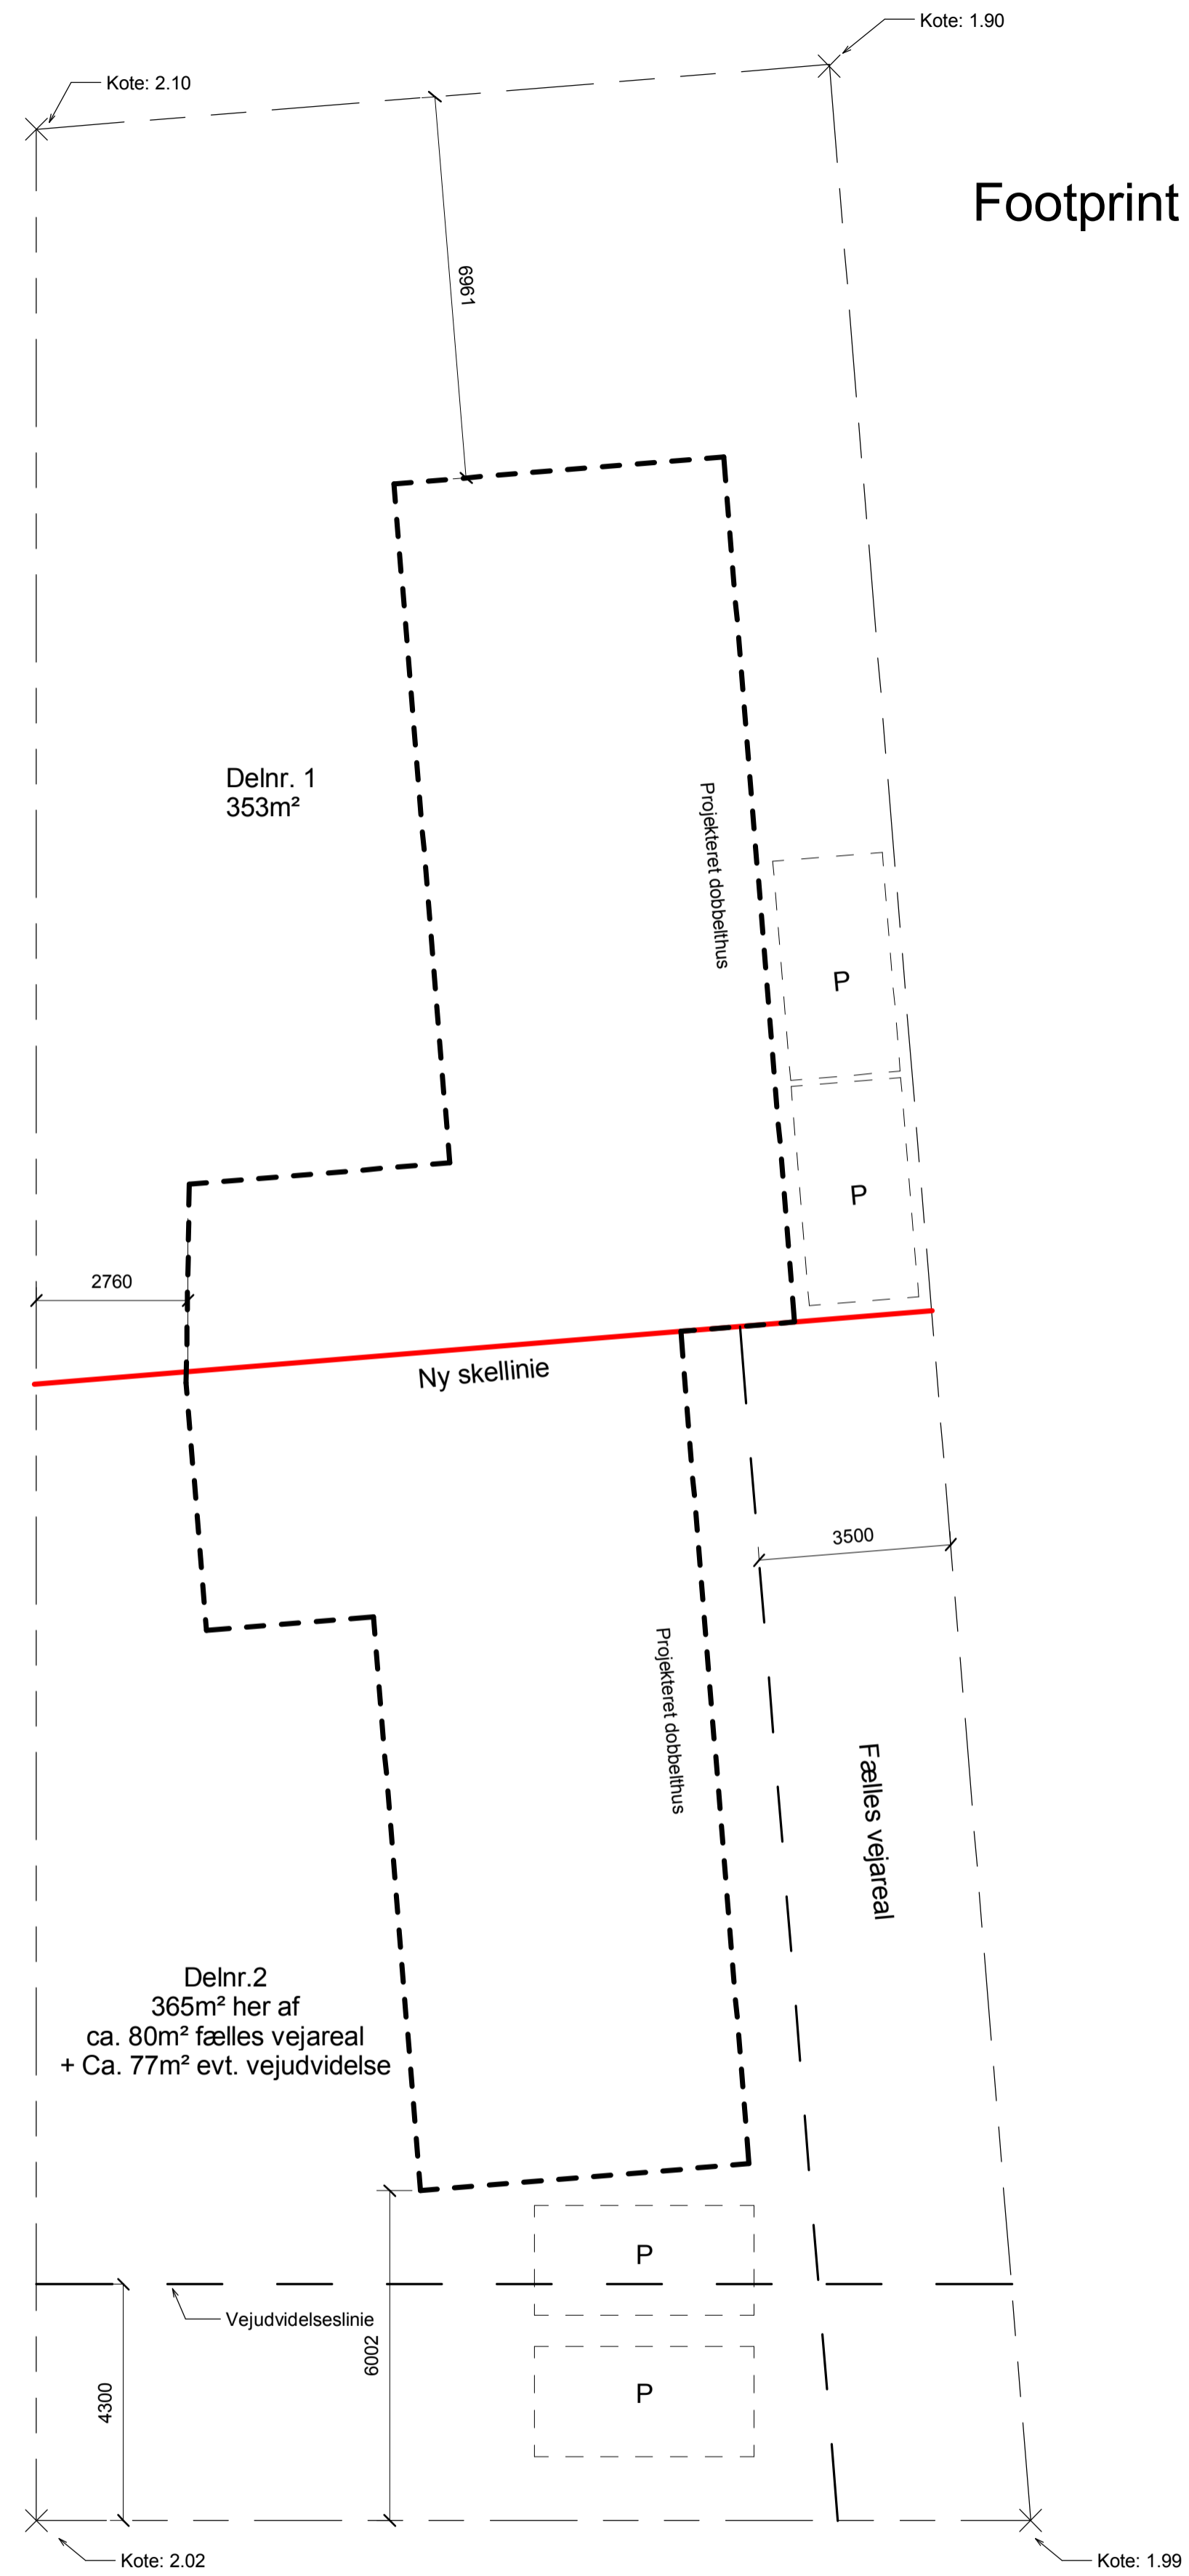 Kote: 1.90
Kote: 2.10
Footprint
6961
Delnr. 1
353m²
Projekteret dobbelthus
P
P
2760
Ny skellinie
3500
Projekteret dobbelthus
Fælles vejareal
Delnr.2
365m² her af
ca. 80m² fælles vejareal
+ Ca. 77m² evt. vejudvidelse
P
Vejudvidelseslinie
6002
4300
P
Kote: 2.02
Kote: 1.99